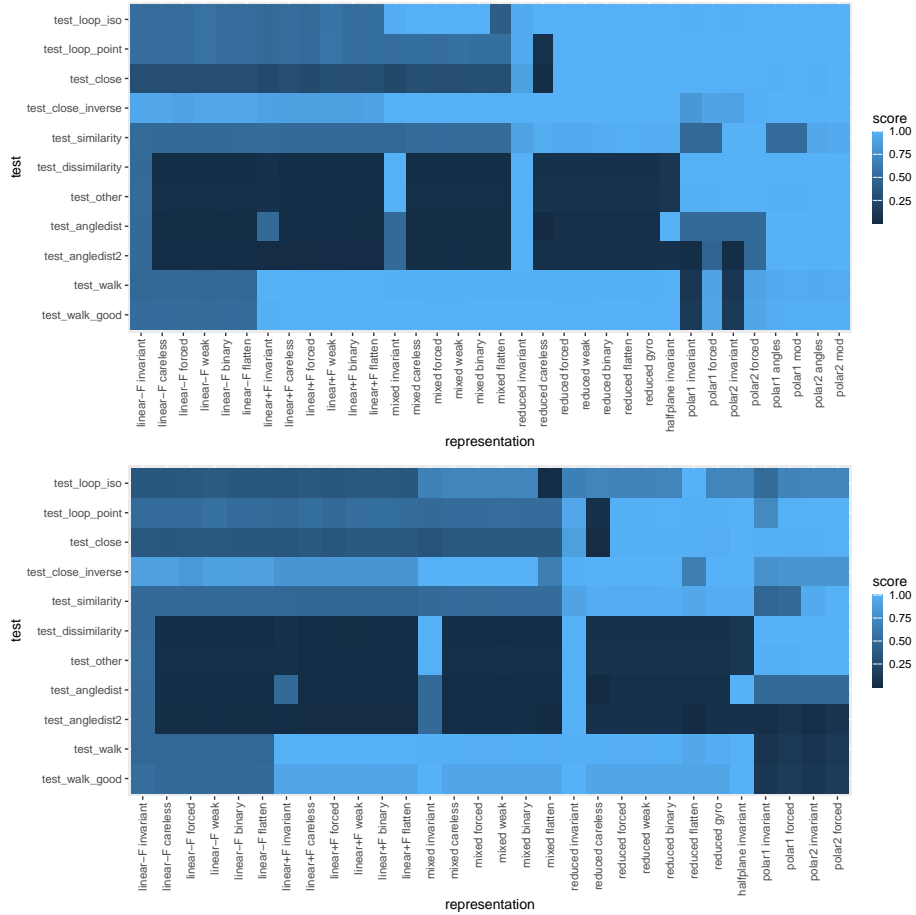 test_loop_iso
test_loop_point
test_close
test_close_inverse
test_similarity
test_dissimilarity
test_other
test_angledist
test_angledist2
test_walk
test_walk_good
test
score
1.00
0.75
0.50
0.25
linear−F invariant
linear−F careless
linear−F forced
linear−F weak
linear−F binary
linear−F flatten
linear+F invariant
linear+F careless
linear+F forced
linear+F weak
linear+F binary
linear+F flatten
mixed invariant
mixed careless
mixed forced
mixed weak
mixed binary
mixed flatten
reduced invariant
reduced careless
reduced forced
reduced weak
reduced binary
reduced flatten
reduced gyro
halfplane invariant
polar1 invariant
polar1 forced
polar2 invariant
polar2 forced
polar1 angles
polar1 mod
polar2 angles
polar2 mod
representation
test_loop_iso
test_loop_point
test_close
test_close_inverse
test_similarity
test_dissimilarity
test_other
test_angledist
test_angledist2
test_walk
test_walk_good
test
score
1.00
0.75
0.50
0.25
linear−F invariant
linear−F careless
linear−F forced
linear−F weak
linear−F binary
linear−F flatten
linear+F invariant
linear+F careless
linear+F forced
linear+F weak
linear+F binary
linear+F flatten
mixed invariant
mixed careless
mixed forced
mixed weak
mixed binary
mixed flatten
reduced invariant
reduced careless
reduced forced
reduced weak
reduced binary
reduced flatten
reduced gyro
halfplane invariant
polar1 invariant
polar1 forced
polar2 invariant
polar2 forced
representation